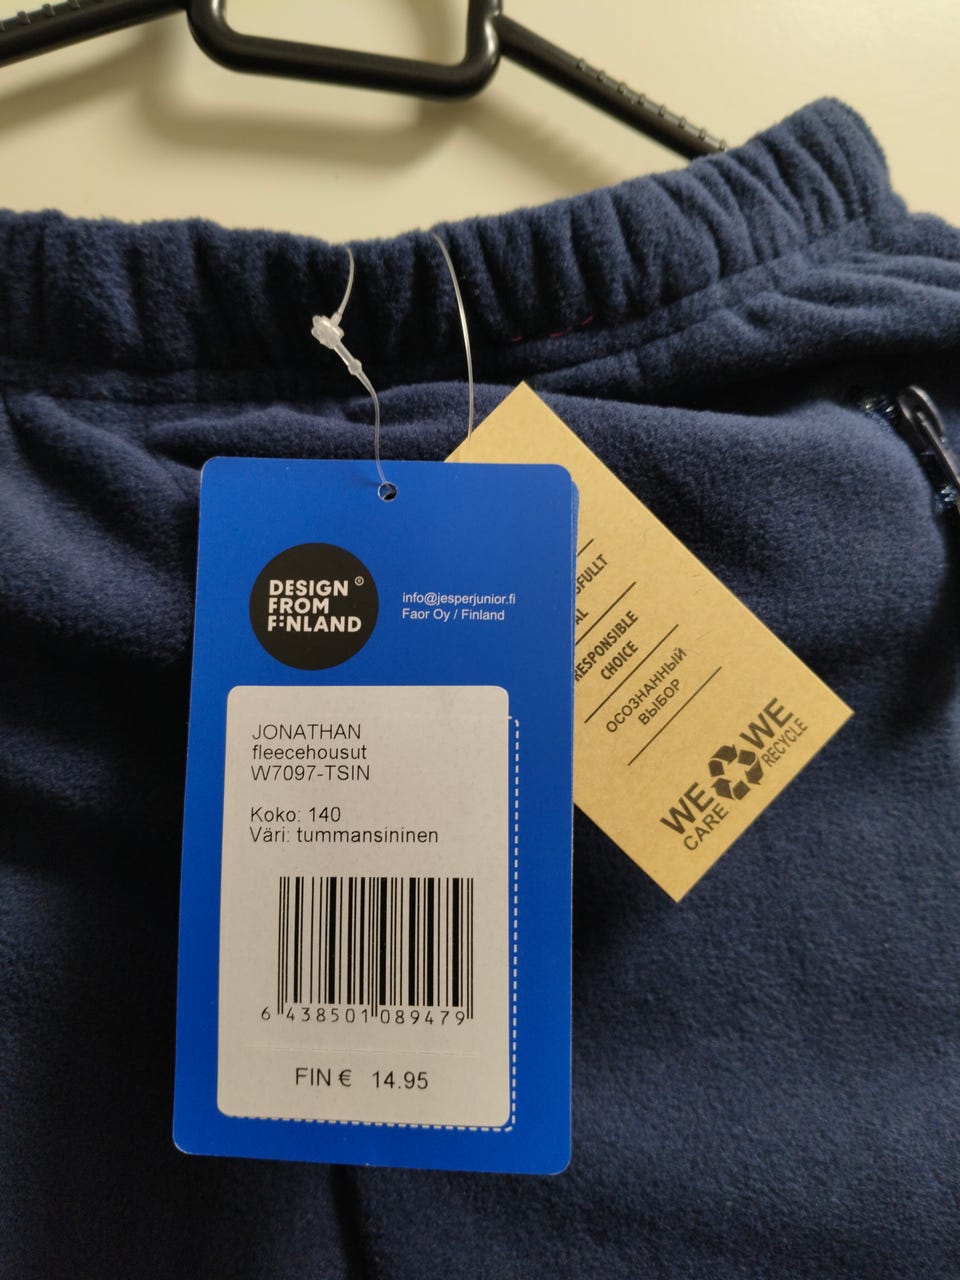 DESIGN ®
FROM
FINLAND
info@jesperjunior.fi
Faor Oy / Finland
JONATHAN
fleecehousut
W7097-TSIN
Koko: 140
Väri: tummansininen
6 438501 089479
FIN € 14.95
RESPONSIBLE
CHOICE
ОСОЗНАННЫЙ
ВЫБОР
WE WE
CARE RECYCLE